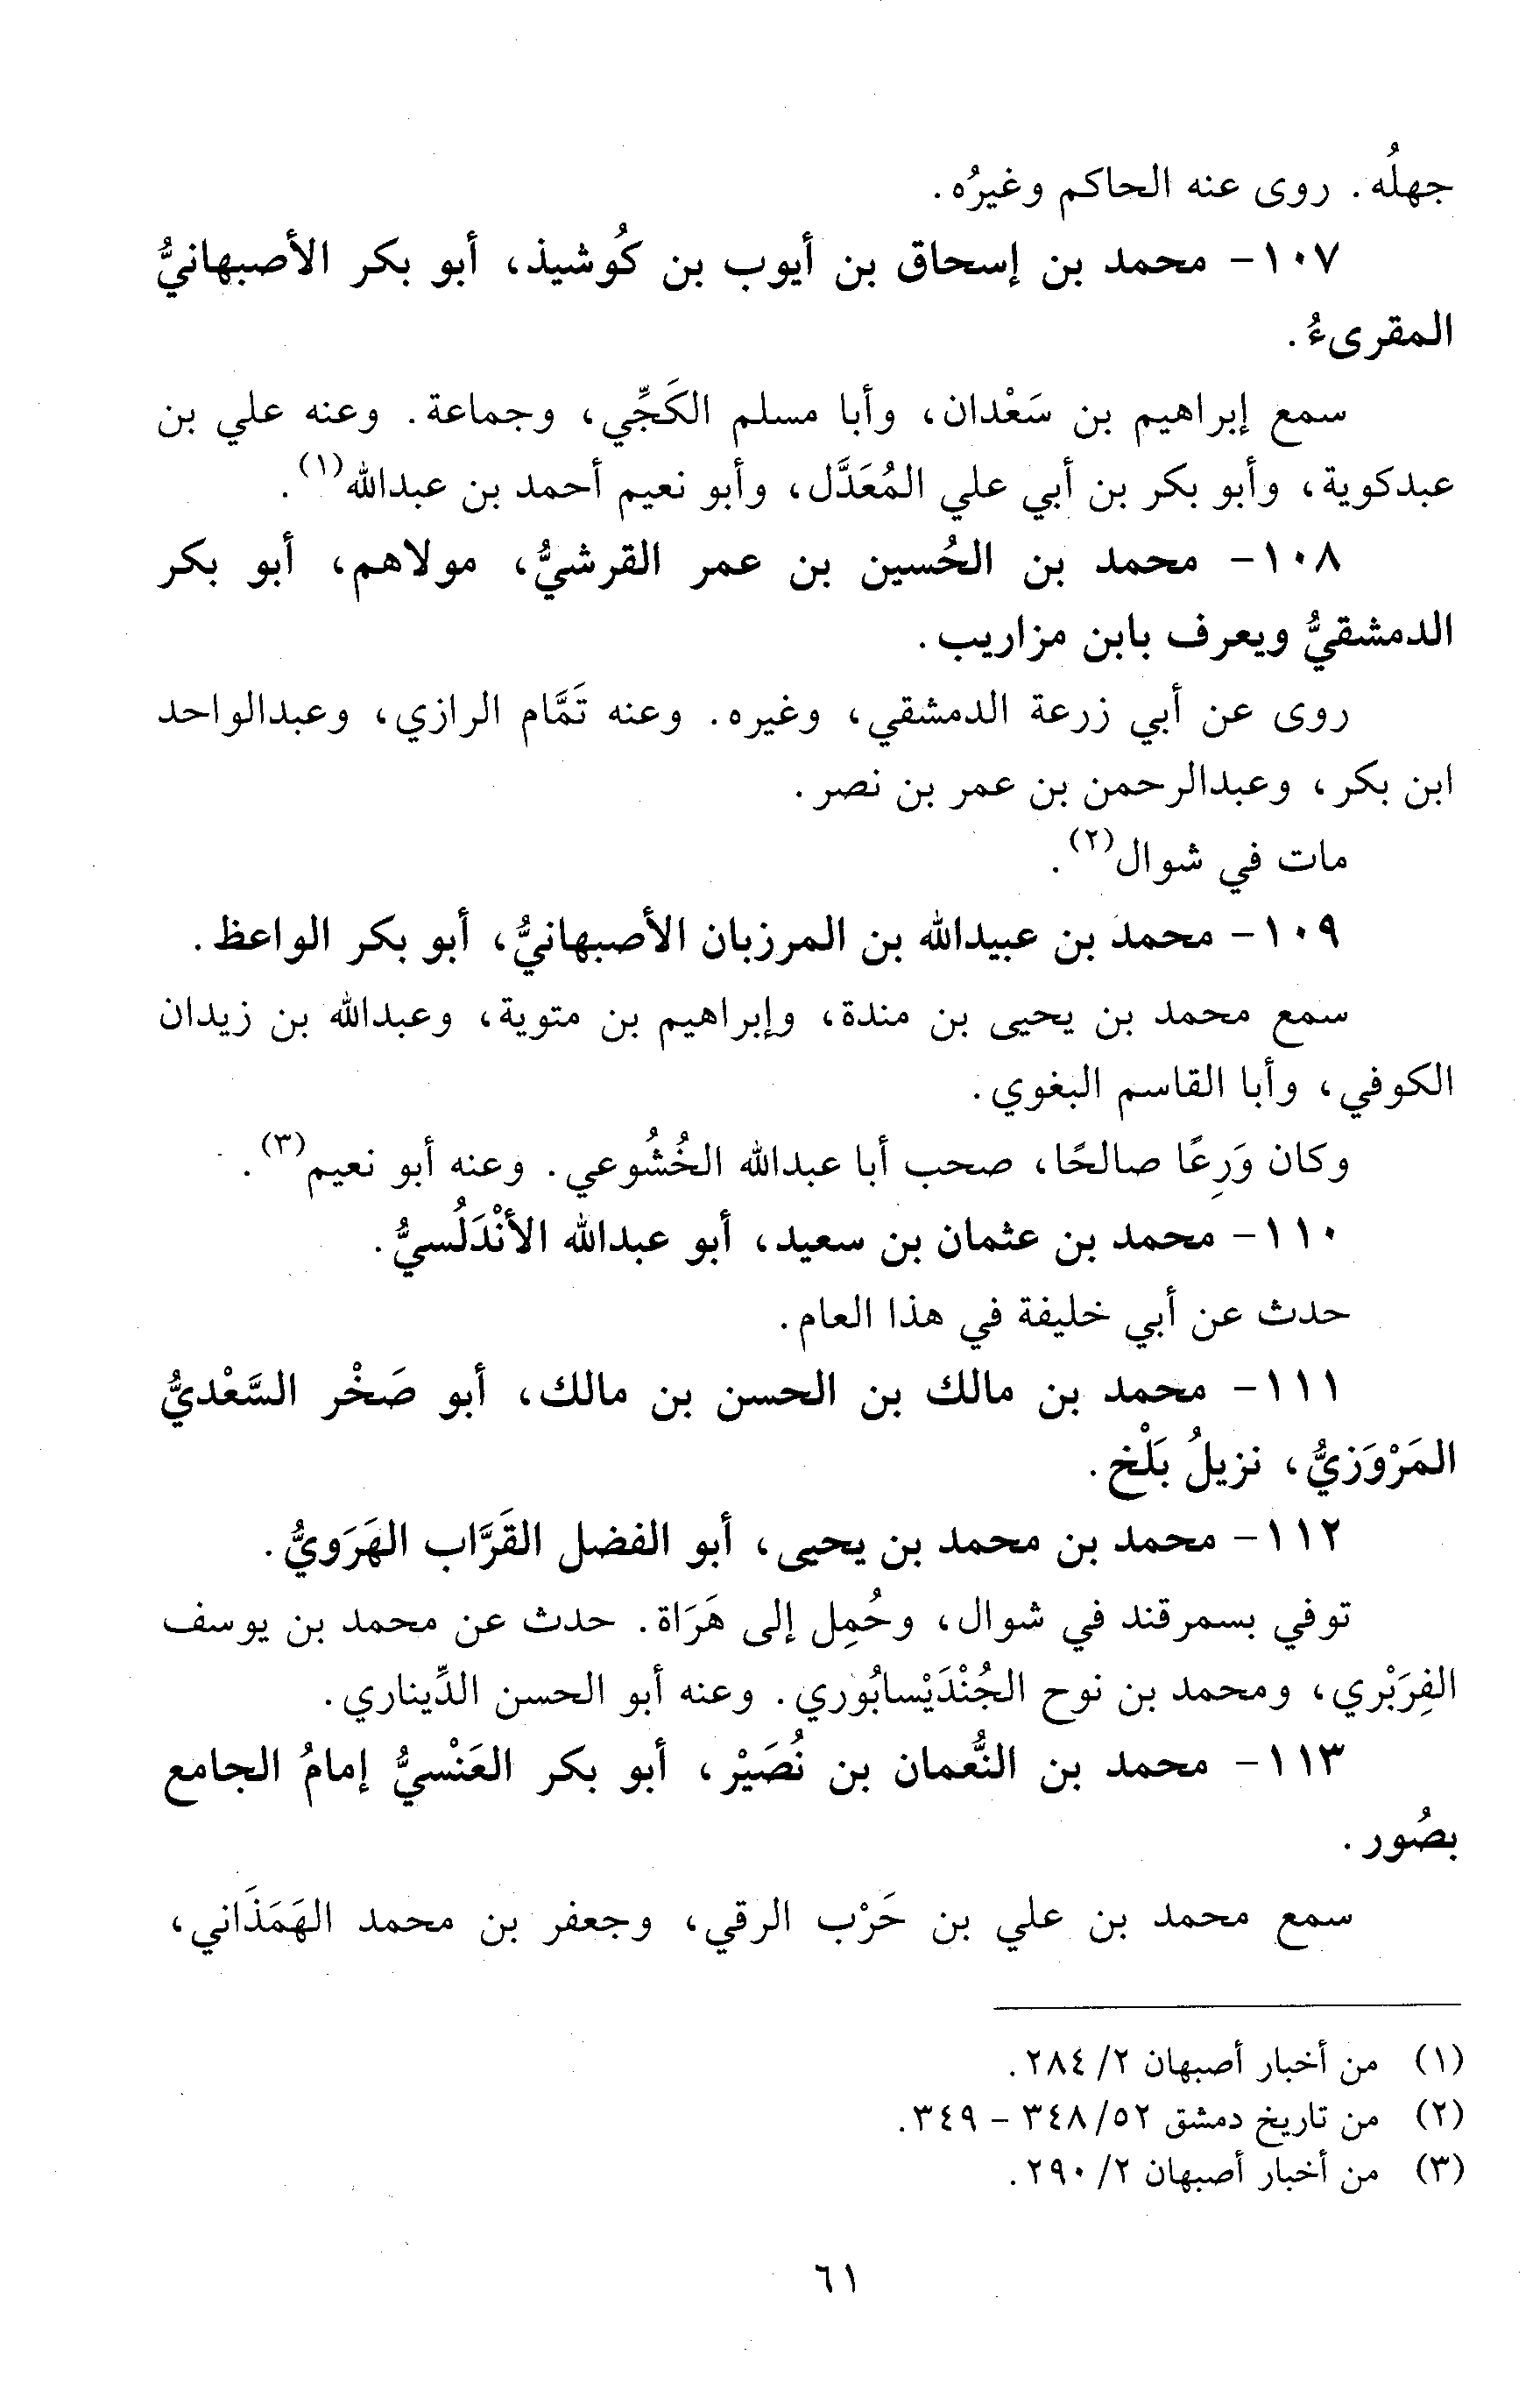 جهلُه. روى عنه الحاكم وغيرُه.
١٠٧- محمد بن إسحاق بن أيوب بن كُوشيذ، أبو بكر الأصبهانيُّ
المقرىءُ.
سمع إبراهيم بن سَعْدان، وأبا مسلم الكَجِّي، وجماعة. وعنه علي بن
عبدكوية، وأبو بكر بن أبي علي المُعَدَّل، وأبو نعيم أحمد بن عبدالله(١).
١٠٨- محمد بن الحُسين بن عمر القرشيُّ، مولاهم، أبو بكر
الدمشقيُّ ويعرف بابن مزاريب.
روى عن أبي زرعة الدمشقي، وغيره. وعنه تَمَّام الرازي، وعبدالواحد
ابن بكر، وعبدالرحمن بن عمر بن نصر.
مات في شوال(٢).
١٠٩- محمد بن عبيدالله بن المرزبان الأصبهانيُّ، أبو بكر الواعظ.
سمع محمد بن يحيى بن مندة، وإبراهيم بن متوية، وعبدالله بن زيدان
الكوفي، وأبا القاسم البغوي.
وكان وَرِعًا صالحًا، صحب أبا عبدالله الخُشُوعي. وعنه أبو نعيم(٣).
١١٠- محمد بن عثمان بن سعيد، أبو عبدالله الأنْدَلُسيُّ.
حدث عن أبي خليفة في هذا العام.
١١١- محمد بن مالك بن الحسن بن مالك، أبو صَخْر السَّعْديُّ
المَرْوَزيُّ، نزيلُ بَلْخ.
١١٢- محمد بن محمد بن يحيى، أبو الفضل القَرَّاب الهَرَويُّ.
توفي بسمرقند في شوال، وحُمِل إلى هَرَاة. حدث عن محمد بن يوسف
الفِرَبْري، ومحمد بن نوح الجُنْدَيْسابُوري. وعنه أبو الحسن الدِّيناري.
١١٣- محمد بن النُّعمان بن نُصَيْر، أبو بكر العَنْسيُّ إمامُ الجامع
بصُور.
سمع محمد بن علي بن حَرْب الرقي، وجعفر بن محمد الهَمَذَاني،
(١) من أخبار أصبهان ٢/ ٢٨٤.
(٢) من تاريخ دمشق ٥٢/ ٣٤٨ - ٣٤٩.
(٣) من أخبار أصبهان ٢/ ٢٩٠.
٦١